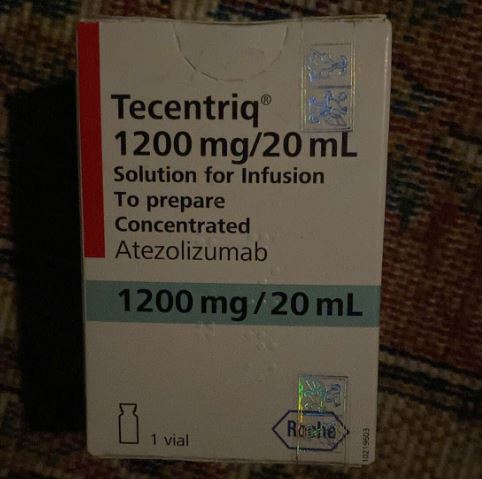 Tecentriq®
1200 mg/20 mL
Solution for Infusion
To prepare
Concentrated
Atezolizumab
1200 mg/20 mL
1 vial
Roche
10219603